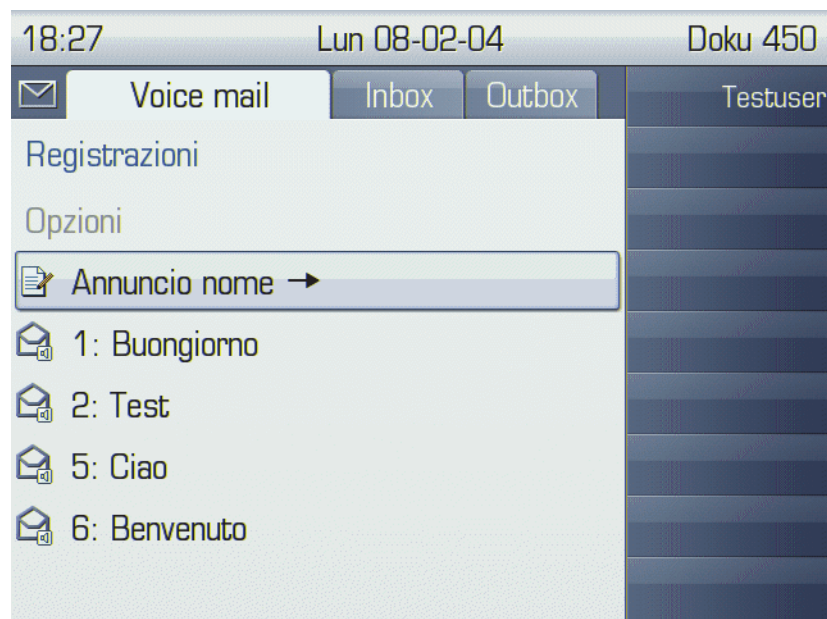 18:27 Lun 08-02-04 Doku 450
Voice mail Inbox Outbox Testuser
Registrazioni
Opzioni
Annuncio nome →
1: Buongiorno
2: Test
5: Ciao
6: Benvenuto